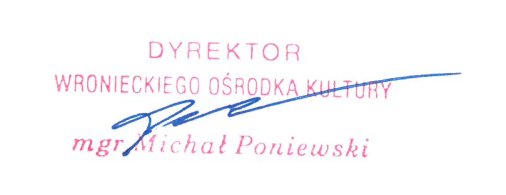 DYREKTOR
WRONIECKIEGO OŚRODKA KULTURY
mgr Michał Poniewski